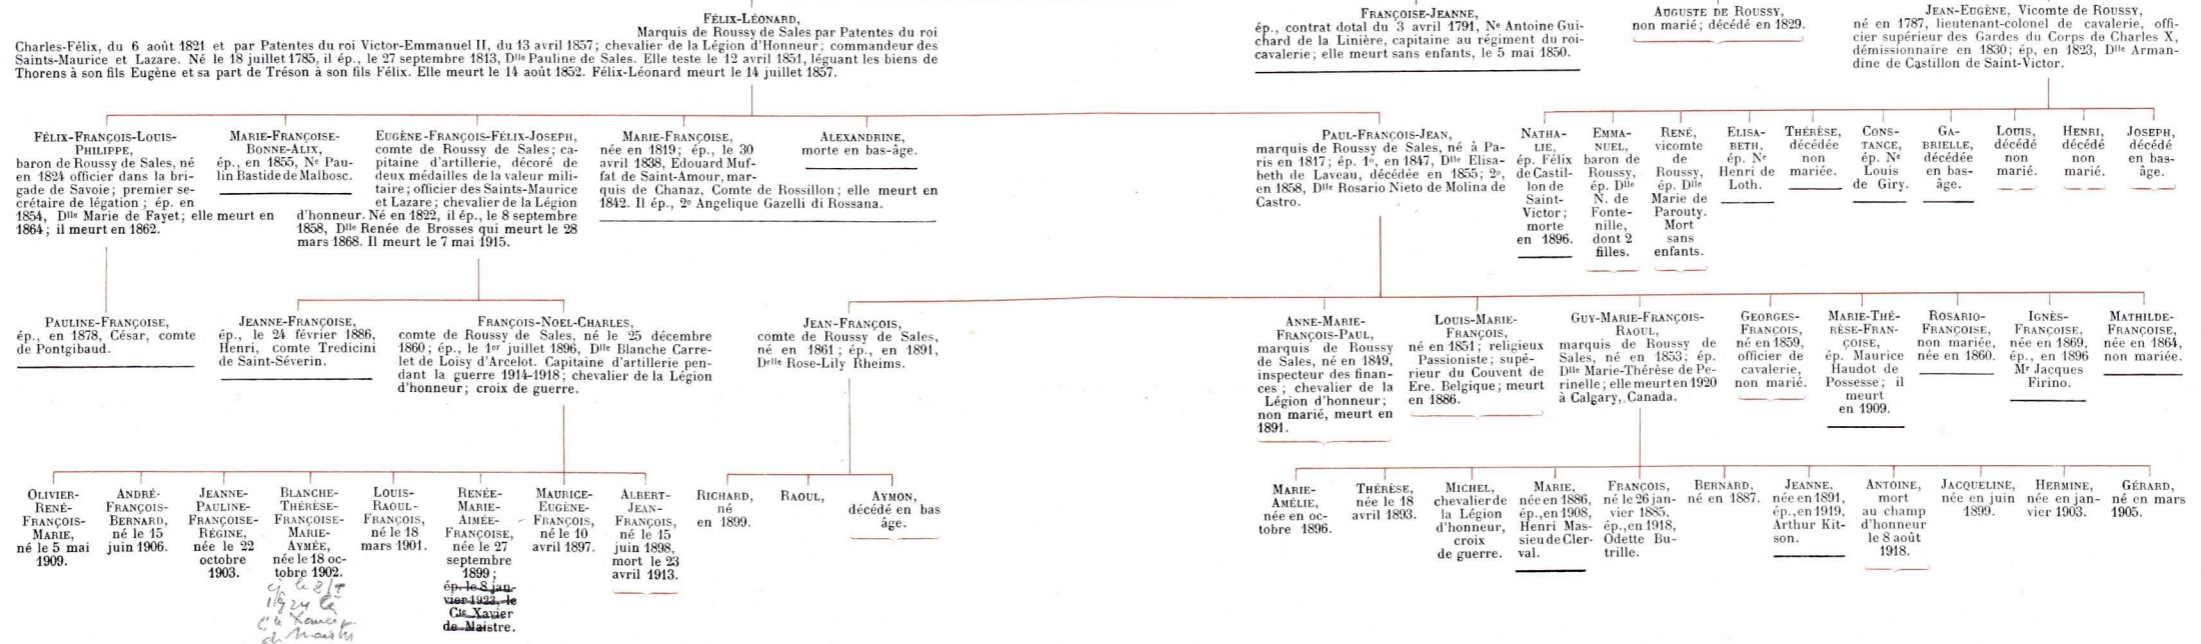 FÉLIX-LÉONARD,
Marquis de Roussy de Sales par Patentes du roi
Charles-Félix, du 6 août 1821 et par Patentes du roi Victor-Emmanuel II, du 13 avril 1857; chevalier de la Légion d'Honneur; commandeur des
Saints-Maurice et Lazare. Né le 18 juillet 1785, il ép., le 27 septembre 1813, Dlle Pauline de Sales. Elle teste le 12 avril 1851, léguant les biens de
Thorens à son fils Eugène et sa part de Tréson à son fils Félix. Elle meurt le 14 août 1852. Félix-Léonard meurt le 14 juillet 1857.
FRANÇOISE-JEANNE,
ép., contrat dotal du 3 avril 1791, Ne Antoine Gui-
chard de la Linière, capitaine au régiment du roi-
cavalerie; elle meurt sans enfants, le 5 mai 1850.
AUGUSTE DE ROUSSY,
non marié; décédé en 1829.
JEAN-EUGÈNE, Vicomte de ROUSSY,
né en 1787, lieutenant-colonel de cavalerie, offi-
cier supérieur des Gardes du Corps de Charles X,
démissionnaire en 1830; ép, en 1823, Dlle Arman-
dine de Castillon de Saint-Victor.
FÉLIX-FRANÇOIS-LOUIS-
PHILIPPE,
baron de Roussy de Sales, né
en 1824 officier dans la bri-
gade de Savoie; premier se-
crétaire de légation; ép. en
1854, Dlle Marie de Fayet; elle meurt en
1864; il meurt en 1862.
MARIE-FRANÇOISE-
BONNE-ALIX,
ép., en 1855, Ne Pau-
lin Bastide de Malbosc.
EUGÈNE-FRANÇOIS-FÉLIX-JOSEPH,
comte de Roussy de Sales; ca-
pitaine d'artillerie, décoré de
deux médailles de la valeur mili-
taire; officier des Saints-Maurice
et Lazare; chevalier de la Légion
d'honneur. Né en 1822, il ép., le 8 septembre
1858, Dlle Renée de Brosses qui meurt le 28
mars 1868. Il meurt le 7 mai 1915.
MARIE-FRANÇOISE,
née en 1819; ép., le 30
avril 1838, Edouard Muf-
fat de Saint-Amour, mar-
quis de Chanaz, Comte de Rossillon; elle meurt en
1842. Il ép., 2o Angelique Gazelli di Rossana.
ALEXANDRINE,
morte en bas-âge.
PAUL-FRANÇOIS-JEAN,
marquis de Roussy de Sales, né à Pa-
ris en 1817; ép. 1o, en 1847, Dlle Elisa-
beth de Laveau, décédée en 1855; 2o,
en 1858, Dlle Rosario Nieto de Molina de
Castro.
NATHA-
LIE,
ép. Félix
de Castil-
lon de
Saint-
Victor;
morte
en 1896.
EMMA-
NUEL,
baron de
Roussy,
ép. Dlle
N. de
Fonte-
nille,
dont 2
filles.
RENÉ,
vicomte
de
Roussy,
ép. Dlle
Marie de
Parouty.
Mort
sans
enfants.
ELISA-
BETH,
ép. Ne
Henri de
Loth.
THÉRÈSE,
décédée
non
mariée.
CONS-
TANCE,
ép. Ne
Louis
de Giry.
GA-
BRIELLE,
décédée
en bas-
âge.
LOUIS,
décédé
non
marié.
HENRI,
décédé
non
marié.
JOSEPH,
décédé
en bas-
âge.
PAULINE-FRANÇOISE,
ép., en 1878, César, comte
de Pontgibaud.
JEANNE-FRANÇOISE,
ép., le 24 février 1886,
Henri, comte Tredicini
de Saint-Séverin.
FRANÇOIS-NOEL-CHARLES,
comte de Roussy de Sales, né le 25 décembre
1860; ép., le 1er juillet 1896, Dlle Blanche Carre-
let de Loisy d'Arcelot. Capitaine d'artillerie pen-
dant la guerre 1914-1918; chevalier de la Légion
d'honneur; croix de guerre.
JEAN-FRANÇOIS,
comte de Roussy de Sales,
né en 1861; ép., en 1891,
Delle Rose-Lily Rheims.
ANNE-MARIE-
FRANÇOIS-PAUL,
marquis de Roussy
de Sales, né en 1849,
inspecteur des finan-
ces; chevalier de la
Légion d'honneur;
non marié, meurt en
1891.
LOUIS-MARIE-
FRANÇOIS,
né en 1851; religieux
Passioniste; supé-
rieur du Couvent de
Ere. Belgique; meurt
en 1886.
GUY-MARIE-FRANÇOIS-
RAOUL,
marquis de Roussy de
Sales, né en 1853; ép.
Dlle Marie-Thérèse de Pe-
rinelle; elle meurt en 1920
à Calgary, Canada.
GEORGES-
FRANÇOIS,
né en 1859,
officier de
cavalerie,
non marié.
MARIE-THÉ-
RÈSE-FRAN-
ÇOISE,
ép. Maurice
Haudot de
Possesse; il
meurt
en 1909.
ROSARIO-
FRANÇOISE,
non mariée,
née en 1860.
IGNÈS-
FRANÇOISE,
née en 1869,
ép., en 1896
Mr Jacques
Firino.
MATHILDE-
FRANÇOISE,
née en 1864,
non mariée.
OLIVIER-
RENÉ-
FRANÇOIS-
MARIE,
né le 5 mai
1909.
ANDRÉ-
FRANÇOIS-
BERNARD,
né le 15
juin 1906.
JEANNE-
PAULINE-
FRANÇOISE-
RÉGINE,
née le 22
octobre
1903.
BLANCHE-
THÉRÈSE-
FRANÇOISE-
MARIE-
AYMÉE,
née le 18 oc-
tobre 1902.
LOUIS-
RAOUL-
FRANÇOIS,
né le 18
mars 1901.
RENÉE-
MARIE-
AIMÉE-
FRANÇOISE,
née le 27
septembre
1899;
ép. le 8 jan-
vier 1923, le
Cte Xavier
de Maistre.
MAURICE-
EUGÈNE-
FRANÇOIS,
né le 10
avril 1897.
ALBERT-
JEAN-
FRANÇOIS,
né le 15
juin 1898,
mort le 23
avril 1913.
RICHARD,
né
en 1899.
RAOUL,
AYMON,
décédé en bas
âge.
MARIE-
AMÉLIE,
née en oc-
tobre 1896.
THÉRÈSE,
née le 18
avril 1893.
MICHEL,
chevalier de
la Légion
d'honneur,
croix
de guerre.
MARIE,
née en 1886,
ép., en 1908,
Henri Mas-
sieu de Cler-
val.
FRANÇOIS,
né le 26 jan-
vier 1885,
ép., en 1918,
Odette Bu-
trille.
BERNARD,
né en 1887.
JEANNE,
née en 1891,
ép., en 1919,
Arthur Kit-
son.
ANTOINE,
mort
au champ
d'honneur
le 8 août
1918.
JACQUELINE,
née en juin
1899.
HERMINE,
née en jan-
vier 1903.
GÉRARD,
né en mars
1905.
le 8
1924 le
Cte Xavier
de Maistre